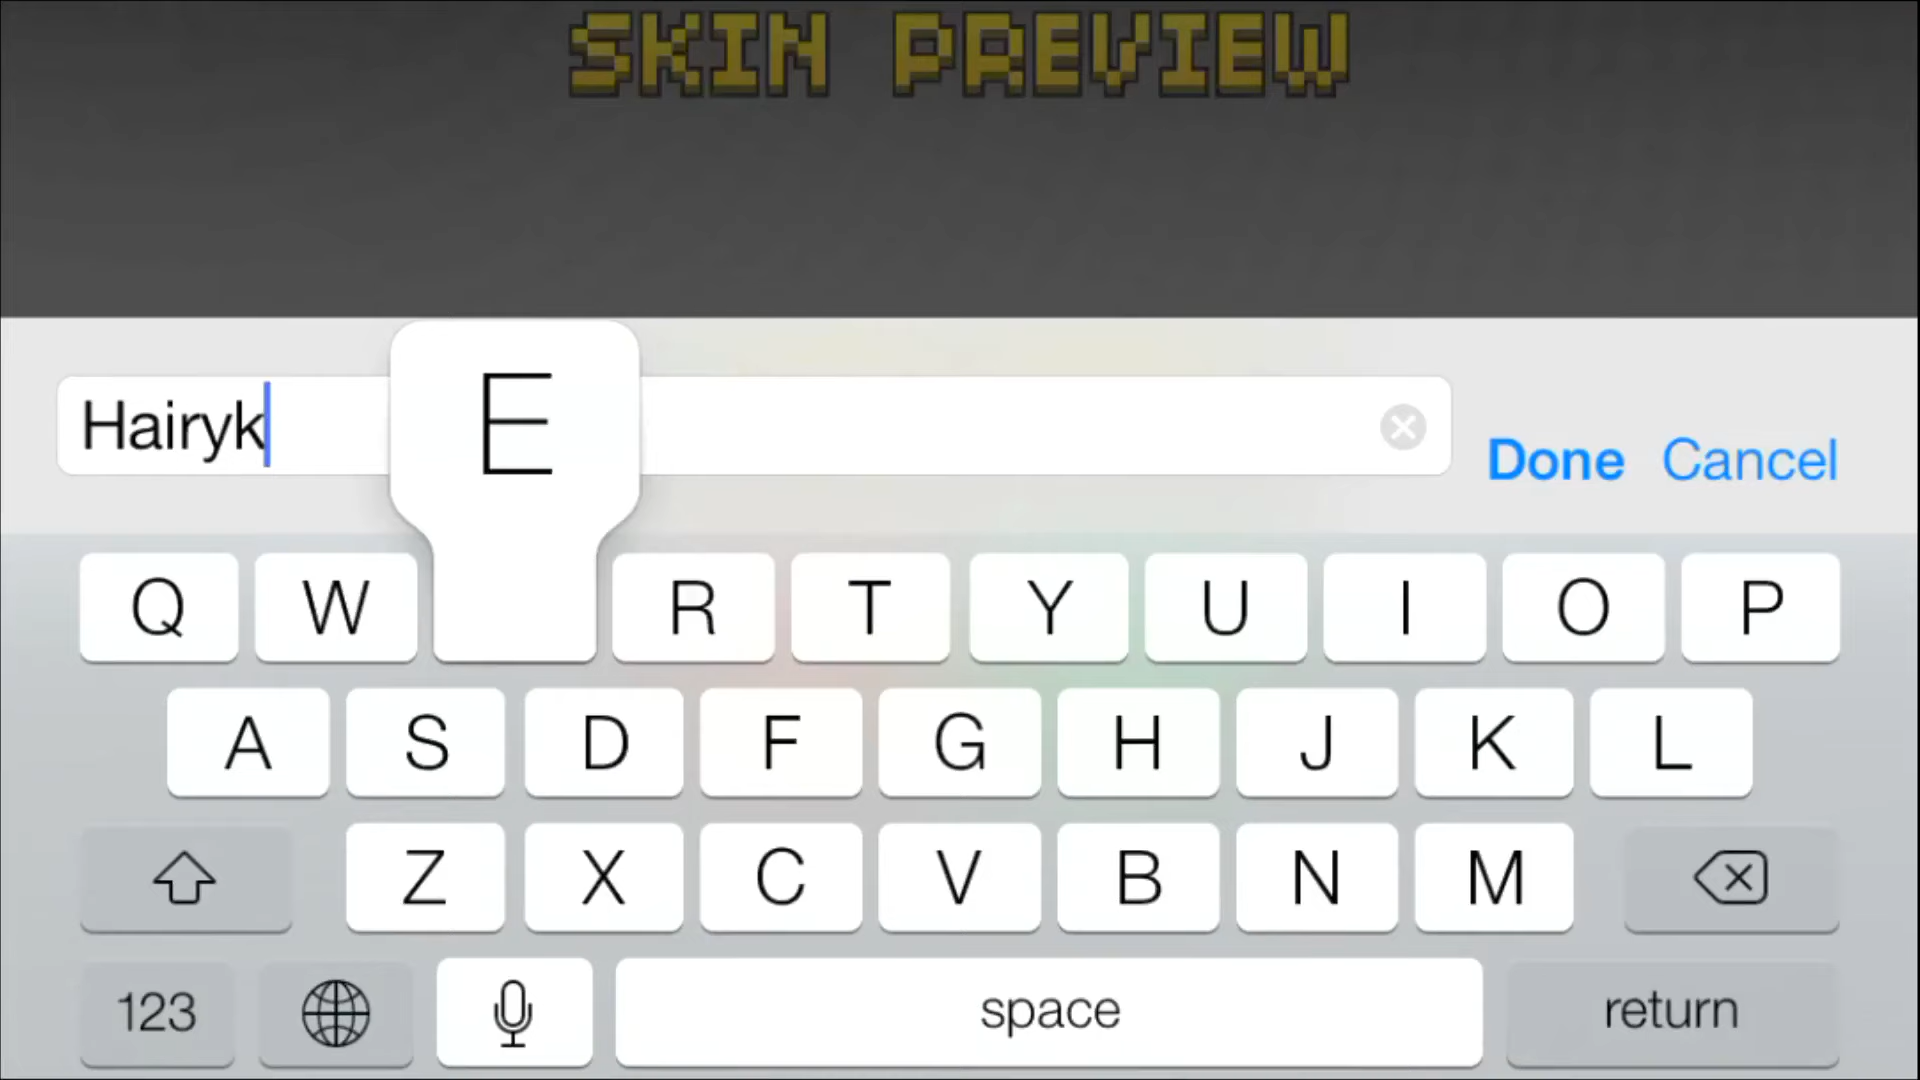 SKIN PREVIEW
Hairyk
Done Cancel
Q W E R T Y U I O P
A S D F G H J K L
Z X C V B N M
123 space return